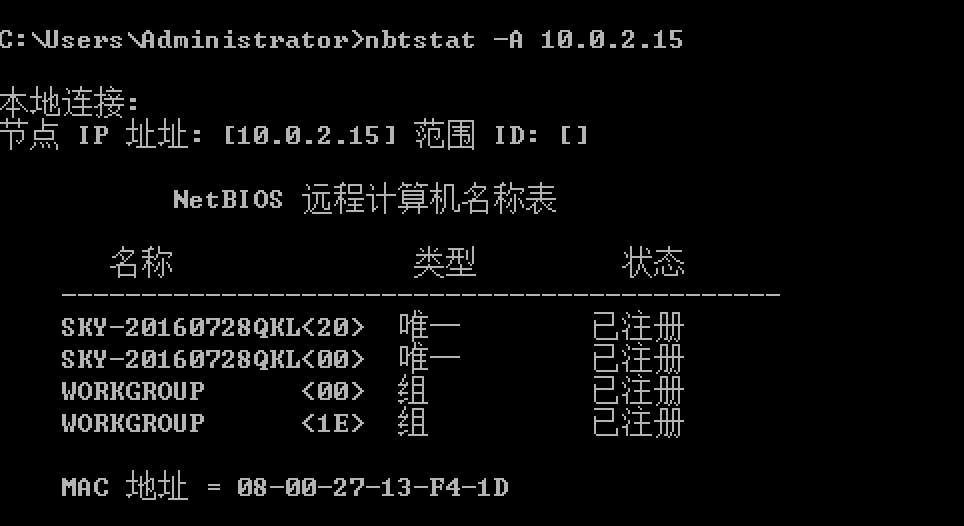 C:\Users\Administrator>nbtstat -A 10.0.2.15
本地连接:
节点 IP 址址: [10.0.2.15] 范围 ID: []
NetBIOS 远程计算机名称表
名称 类型 状态
---------------------------------------------
SKY-20160728QKL<20> 唯一 已注册
SKY-20160728QKL<00> 唯一 已注册
WORKGROUP <00> 组 已注册
WORKGROUP <1E> 组 已注册
MAC 地址 = 08-00-27-13-F4-1D